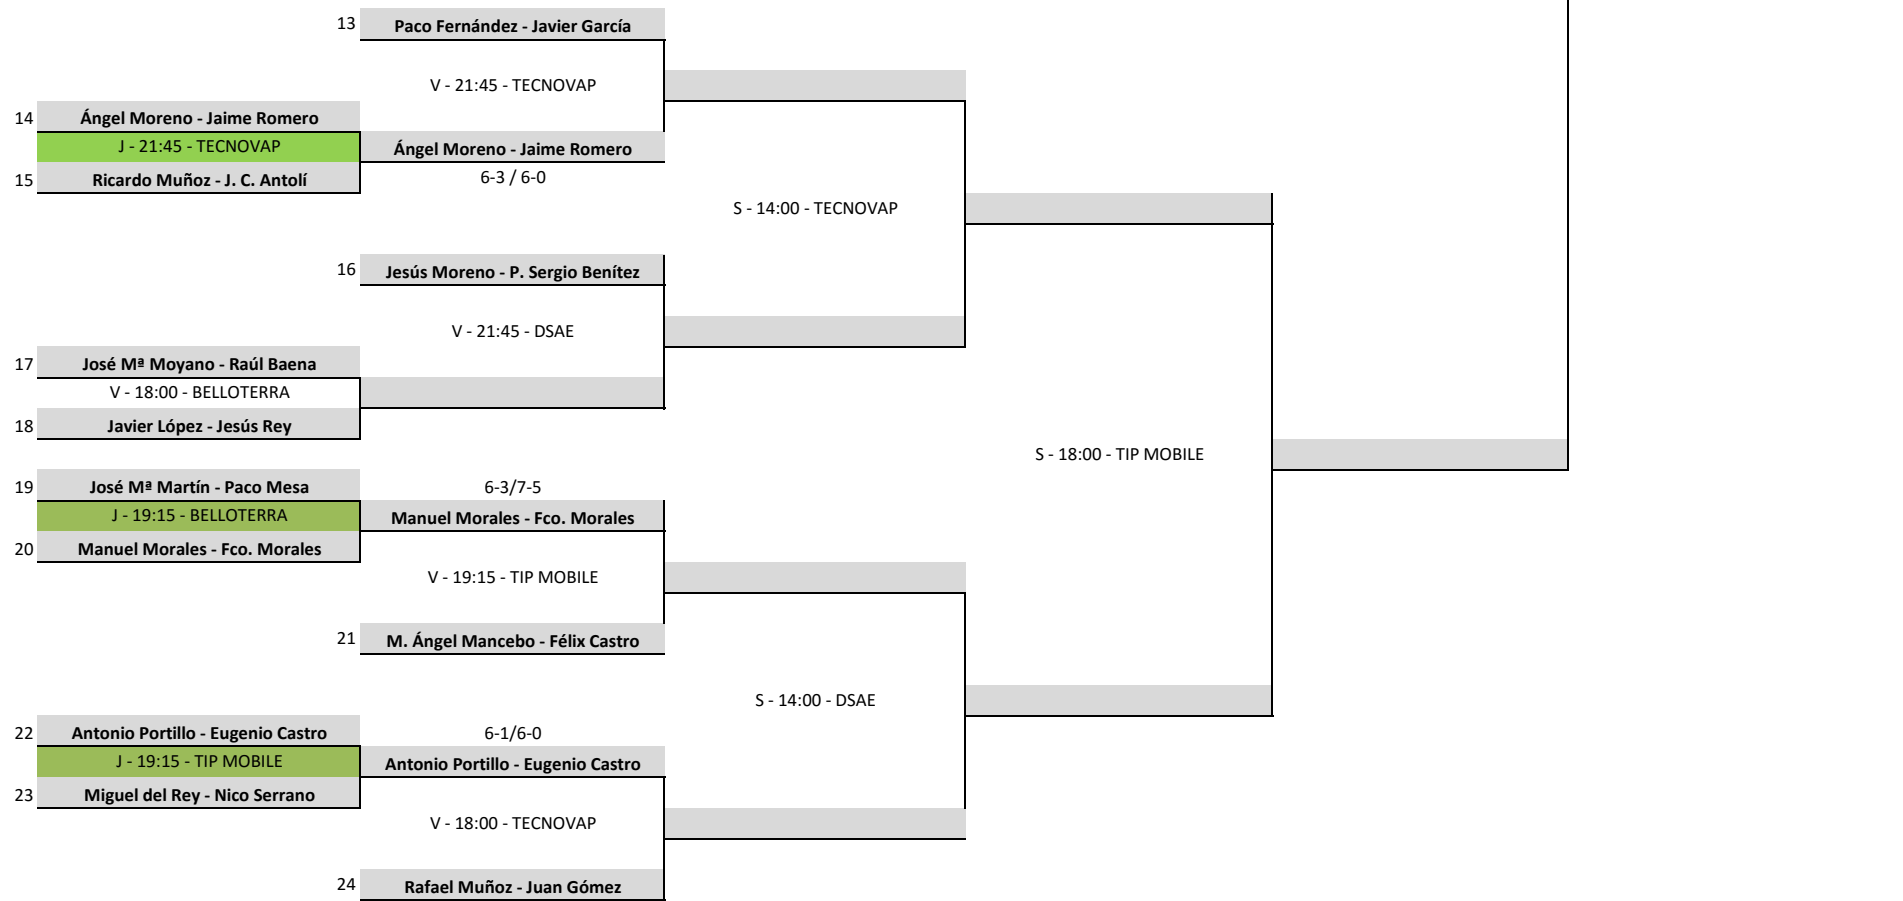 13 Paco Fernández - Javier García
V - 21:45 - TECNOVAP
14 Ángel Moreno - Jaime Romero
J - 21:45 - TECNOVAP
Ángel Moreno - Jaime Romero
15 Ricardo Muñoz - J. C. Antolí
6-3 / 6-0
S - 14:00 - TECNOVAP
16 Jesús Moreno - P. Sergio Benítez
V - 21:45 - DSAE
17 José Mª Moyano - Raúl Baena
V - 18:00 - BELLOTERRA
18 Javier López - Jesús Rey
S - 18:00 - TIP MOBILE
19 José Mª Martín - Paco Mesa
6-3/7-5
J - 19:15 - BELLOTERRA
Manuel Morales - Fco. Morales
20 Manuel Morales - Fco. Morales
V - 19:15 - TIP MOBILE
21 M. Ángel Mancebo - Félix Castro
S - 14:00 - DSAE
22 Antonio Portillo - Eugenio Castro
6-1/6-0
J - 19:15 - TIP MOBILE
Antonio Portillo - Eugenio Castro
23 Miguel del Rey - Nico Serrano
V - 18:00 - TECNOVAP
24 Rafael Muñoz - Juan Gómez